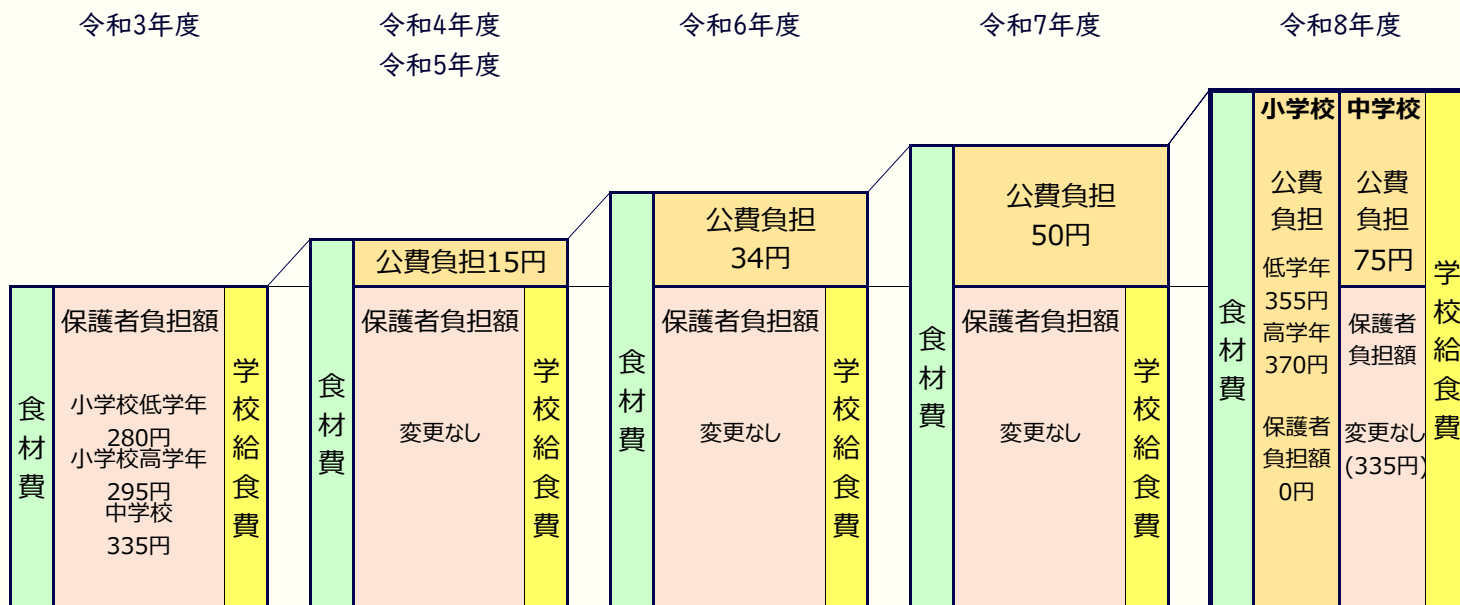 令和3年度
食材費
保護者負担額
小学校低学年
280円
小学校高学年
295円
中学校
335円
学校給食費
令和4年度
令和5年度
食材費
公費負担15円
保護者負担額
変更なし
学校給食費
令和6年度
食材費
公費負担
34円
保護者負担額
変更なし
学校給食費
令和7年度
食材費
公費負担
50円
保護者負担額
変更なし
学校給食費
令和8年度
食材費
小学校
公費
負担
低学年
355円
高学年
370円
保護者
負担額
0円
中学校
公費
負担
75円
保護者
負担額
変更なし
(335円)
学校給食費